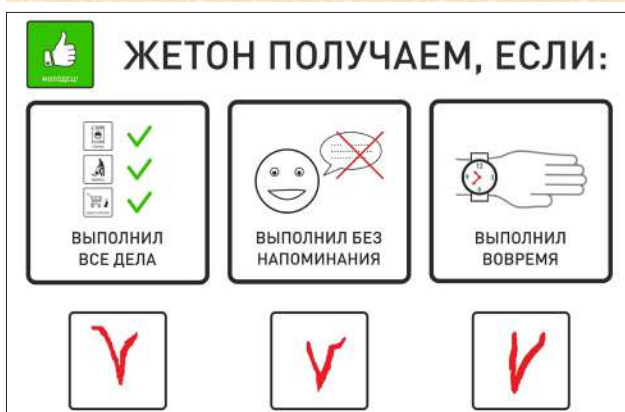 МОЛОДЕЦ!
ЖЕТОН ПОЛУЧАЕМ, ЕСЛИ:
ВЫПОЛНИЛ
ВСЕ ДЕЛА
ВЫПОЛНИЛ БЕЗ
НАПОМИНАНИЯ
ВЫПОЛНИЛ
ВОВРЕМЯ